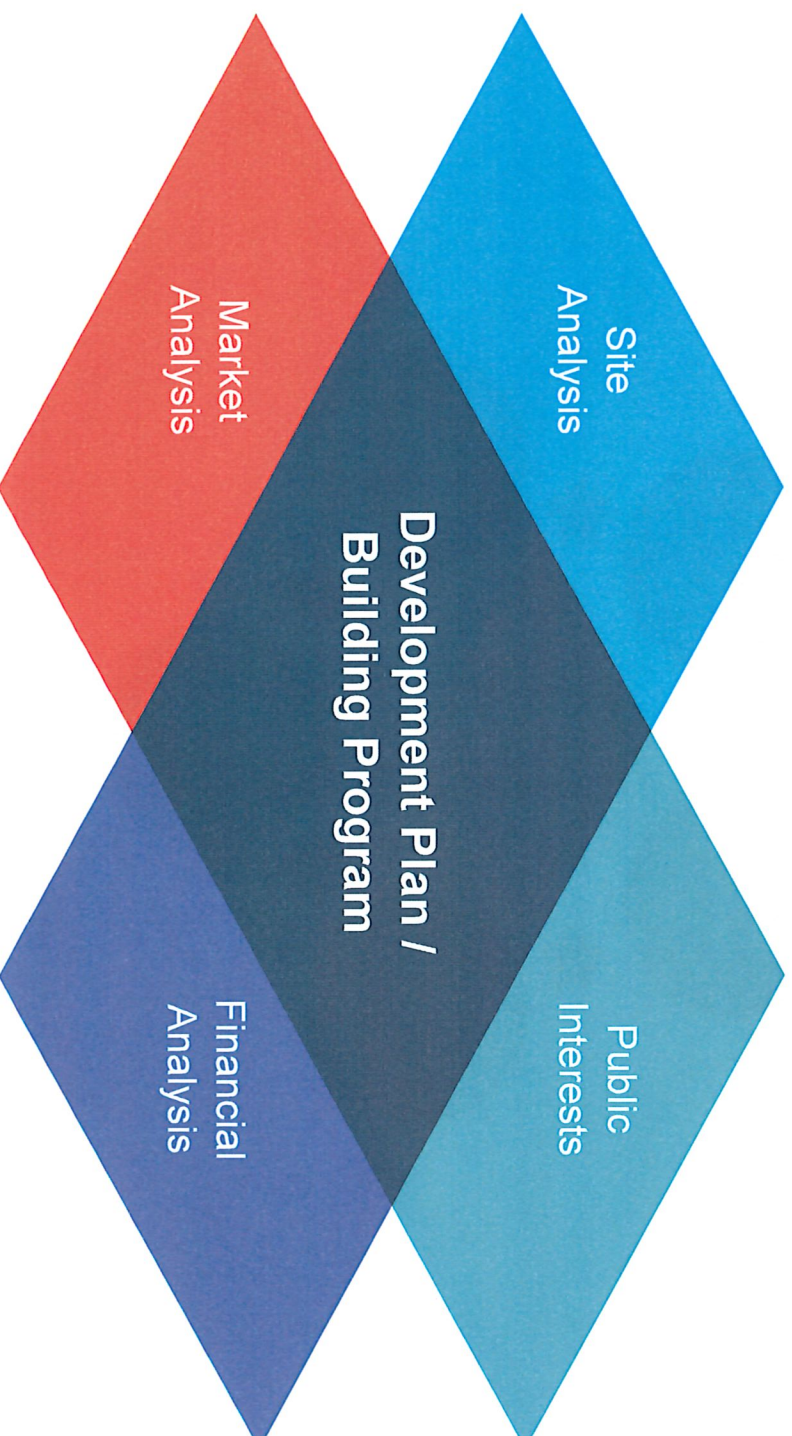 Site
Analysis
Public
Interests
Development Plan /
Building Program
Market
Analysis
Financial
Analysis